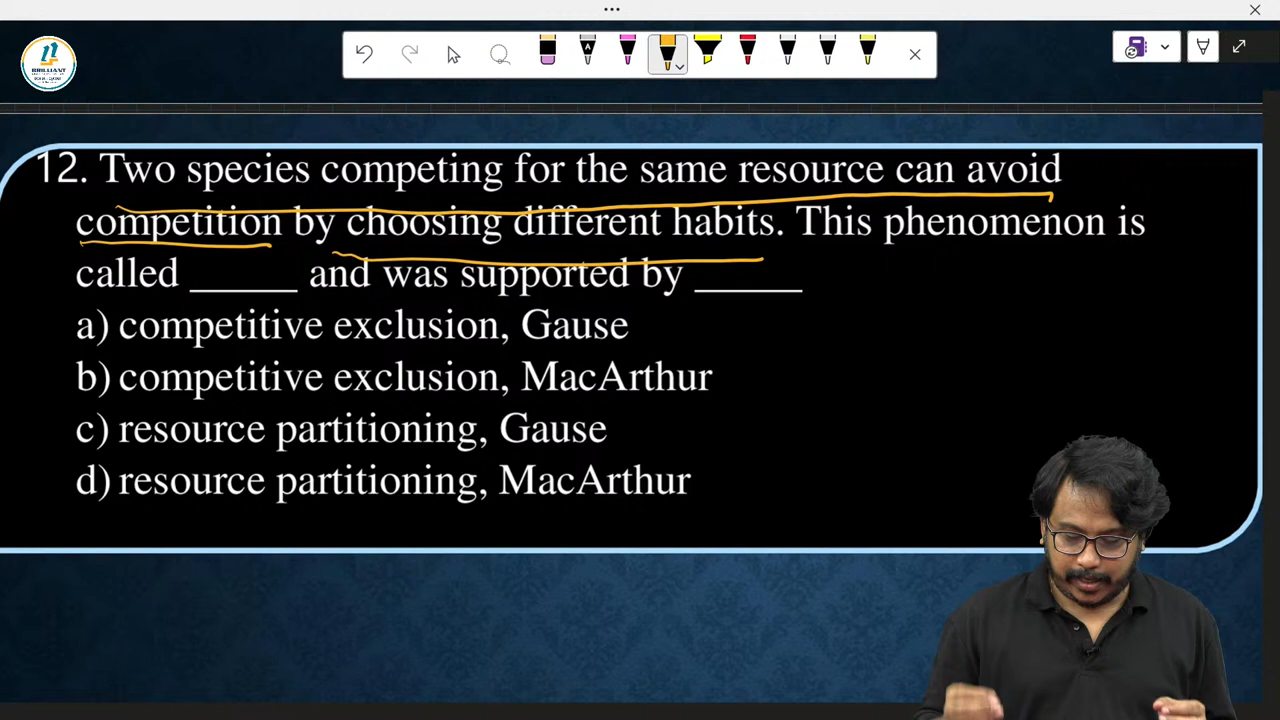 BRILLIANT
12. Two species competing for the same resource can avoid
competition by choosing different habits. This phenomenon is
called ______ and was supported by ______
a) competitive exclusion, Gause
b) competitive exclusion, MacArthur
c) resource partitioning, Gause
d) resource partitioning, MacArthur